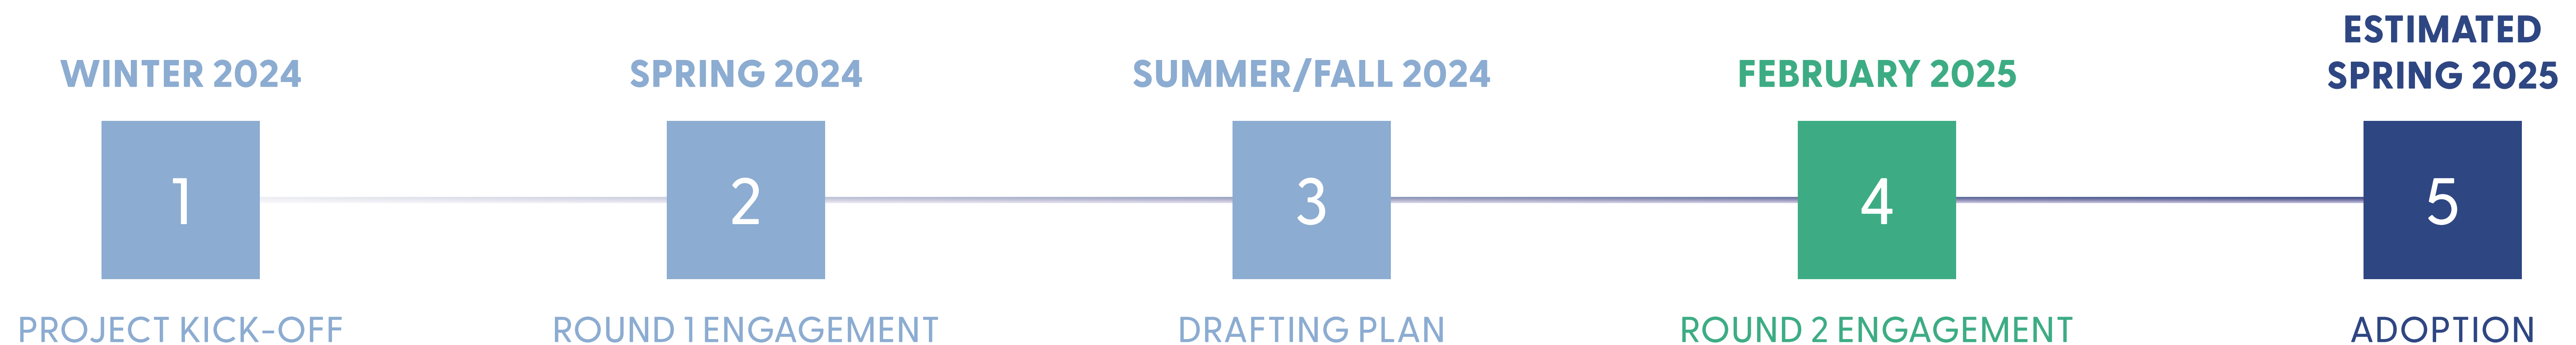 WINTER 2024
1
PROJECT KICK-OFF
SPRING 2024
2
ROUND 1 ENGAGEMENT
SUMMER/FALL 2024
3
DRAFTING PLAN
FEBRUARY 2025
4
ROUND 2 ENGAGEMENT
ESTIMATED
SPRING 2025
5
ADOPTION